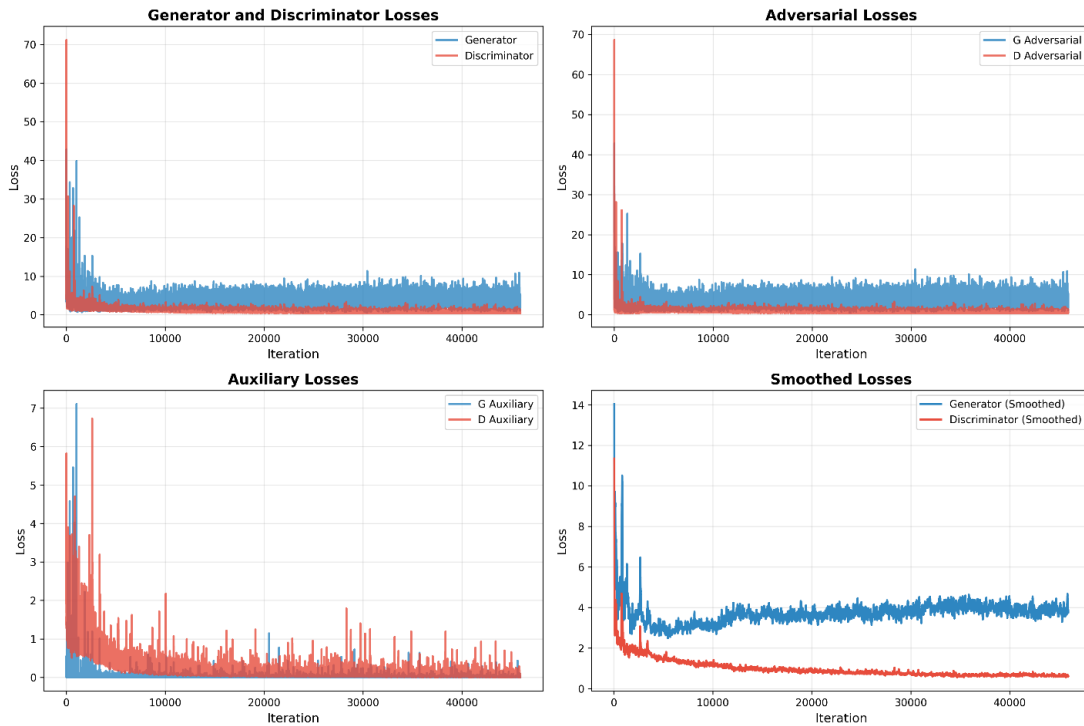 Generator and Discriminator Losses
Generator
Discriminator
Loss
70
60
50
40
30
20
10
0
0
10000
20000
30000
40000
Iteration
Adversarial Losses
G Adversarial
D Adversarial
Loss
70
60
50
40
30
20
10
0
0
10000
20000
30000
40000
Iteration
Auxiliary Losses
G Auxiliary
D Auxiliary
Loss
7
6
5
4
3
2
1
0
0
10000
20000
30000
40000
Iteration
Smoothed Losses
Generator (Smoothed)
Discriminator (Smoothed)
Loss
14
12
10
8
6
4
2
0
0
10000
20000
30000
40000
Iteration